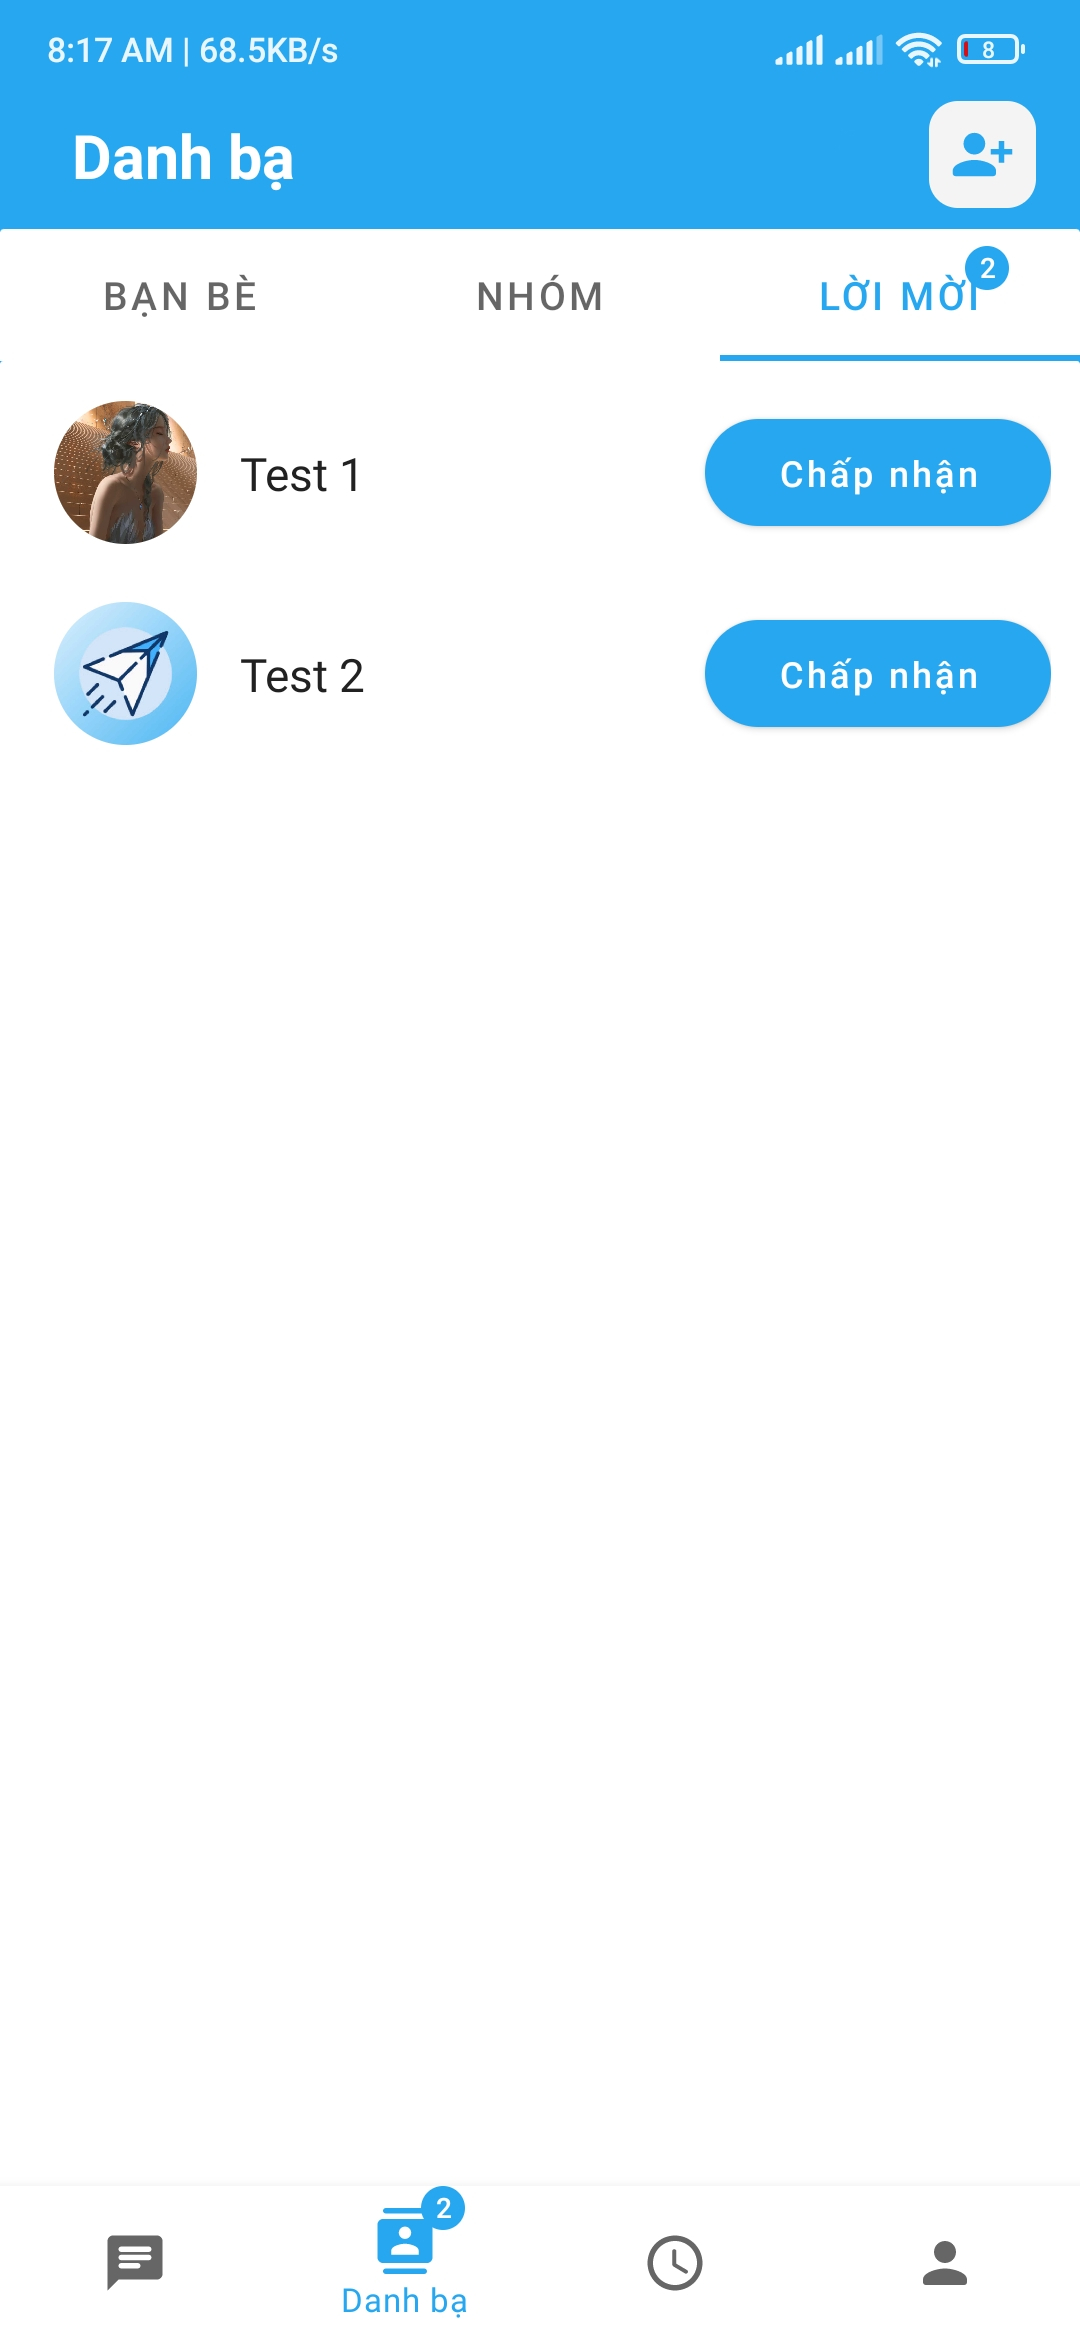 8:17 AM | 68.5KB/s 8
Danh bạ
BẠN BÈ NHÓM LỜI MỜI 2
Test 1 Chấp nhận
Test 2 Chấp nhận
2
Danh bạ